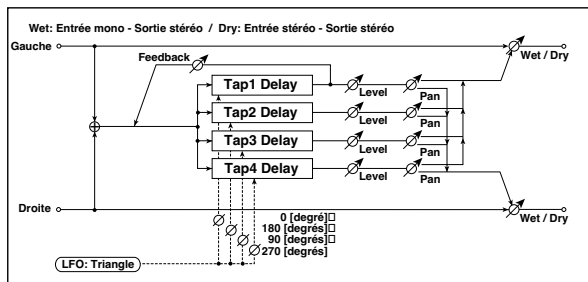 Wet: Entrée mono - Sortie stéréo / Dry: Entrée stéréo - Sortie stéréo
Gauche
Wet / Dry
Feedback
Tap1 Delay
Level
Pan
Tap2 Delay
Pan
Tap3 Delay
Pan
Tap4 Delay
Level
Pan
Droite
Wet / Dry
0 [degré]□
180 [degrés]□
90 [degrés]□
270 [degrés]
LFO: Triangle